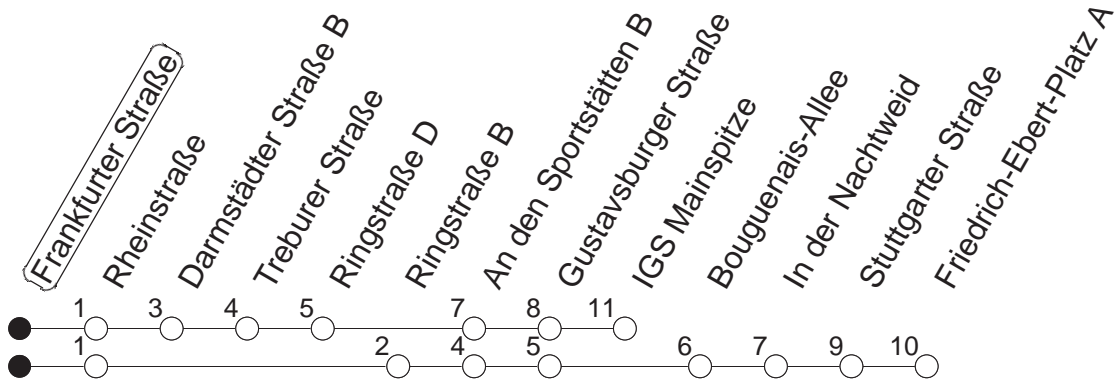 Frankfurter Straße
Rheinstraße
Darmstädter Straße B
Treburer Straße
Ringstraße D
Ringstraße B
An den Sportstätten B
Gustavsburger Straße
IGS Mainspitze
Bouguenais-Allee
In der Nachtweid
Stuttgarter Straße
Friedrich-Ebert-Platz A
1 3 4 5 7 8 11
1 2 4 5 6 7 9 10